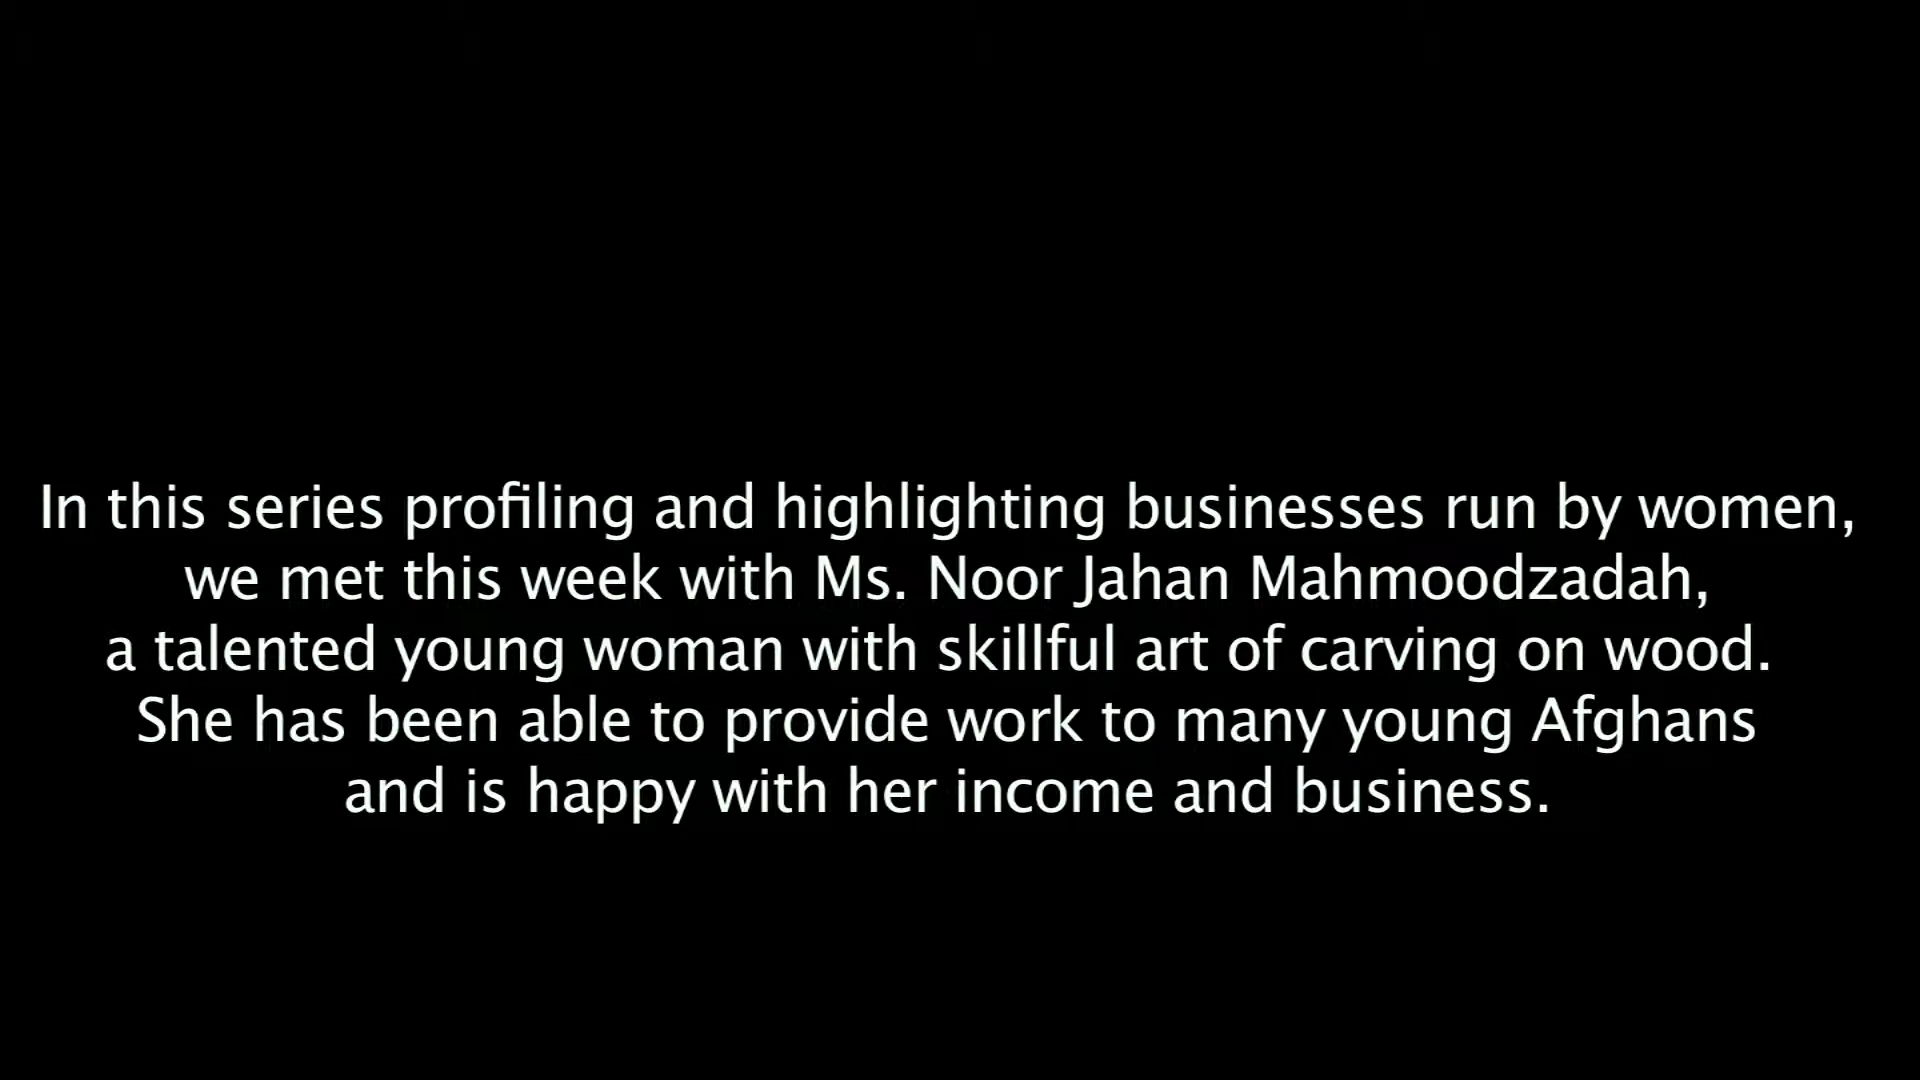 In this series profiling and highlighting businesses run by women,
we met this week with Ms. Noor Jahan Mahmoodzadah,
a talented young woman with skillful art of carving on wood.
She has been able to provide work to many young Afghans
and is happy with her income and business.